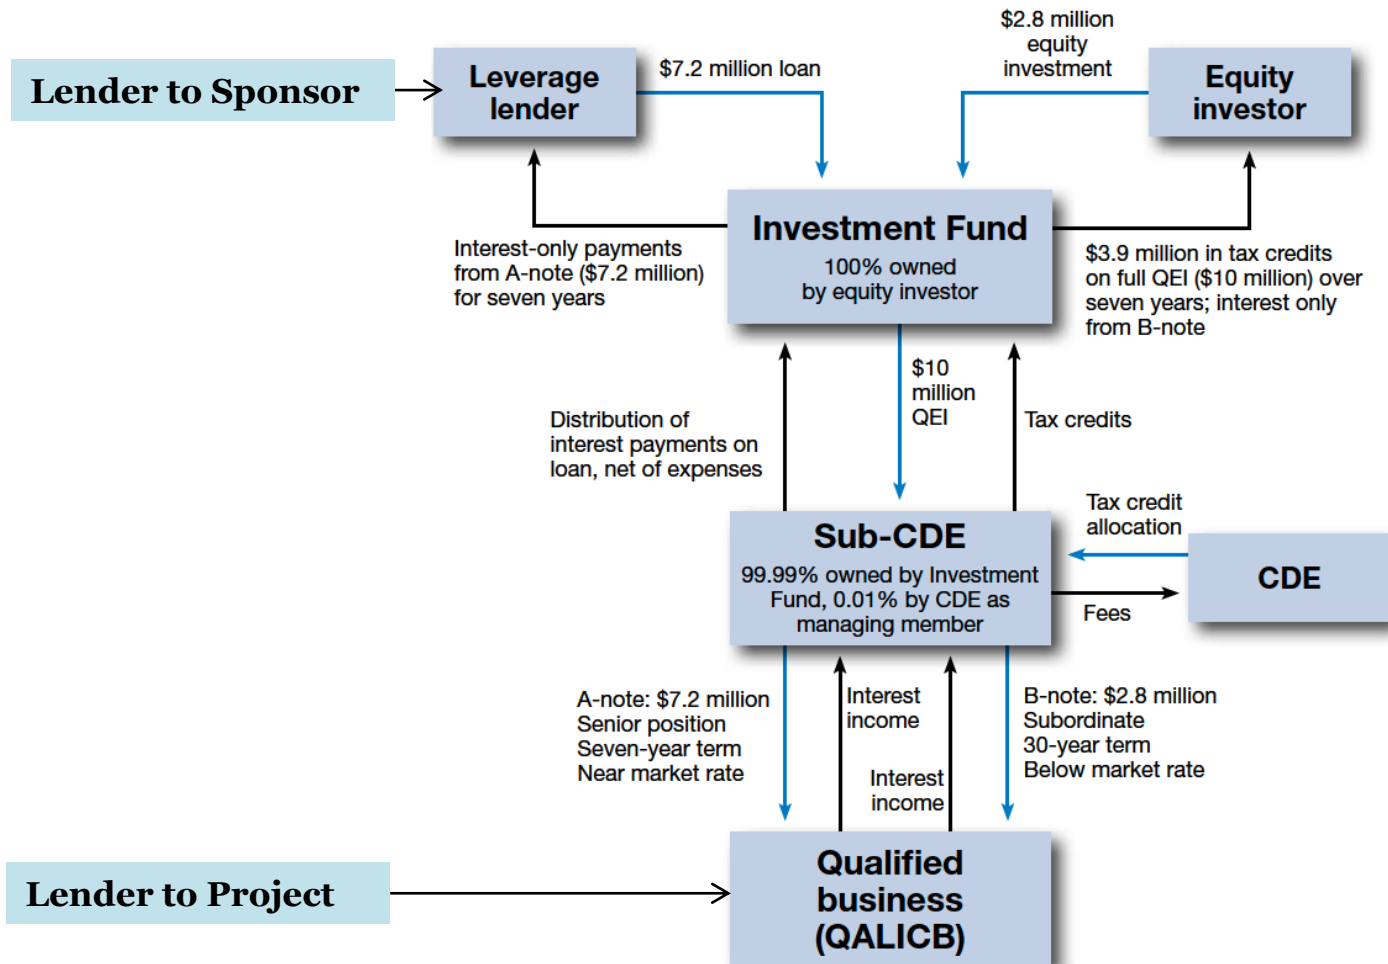 $2.8 million
equity
investment
Lender to Sponsor
Leverage
lender
$7.2 million loan
Equity
investor
Investment Fund
100% owned
by equity investor
Interest-only payments
from A-note ($7.2 million)
for seven years
$3.9 million in tax credits
on full QEI ($10 million) over
seven years; interest only
from B-note
$10
million
QEI
Distribution of
interest payments on
loan, net of expenses
Tax credits
Tax credit
allocation
Sub-CDE
99.99% owned by Investment
Fund, 0.01% by CDE as
managing member
CDE
Fees
A-note: $7.2 million
Senior position
Seven-year term
Near market rate
Interest
income
Interest
income
B-note: $2.8 million
Subordinate
30-year term
Below market rate
Lender to Project
Qualified
business
(QALICB)